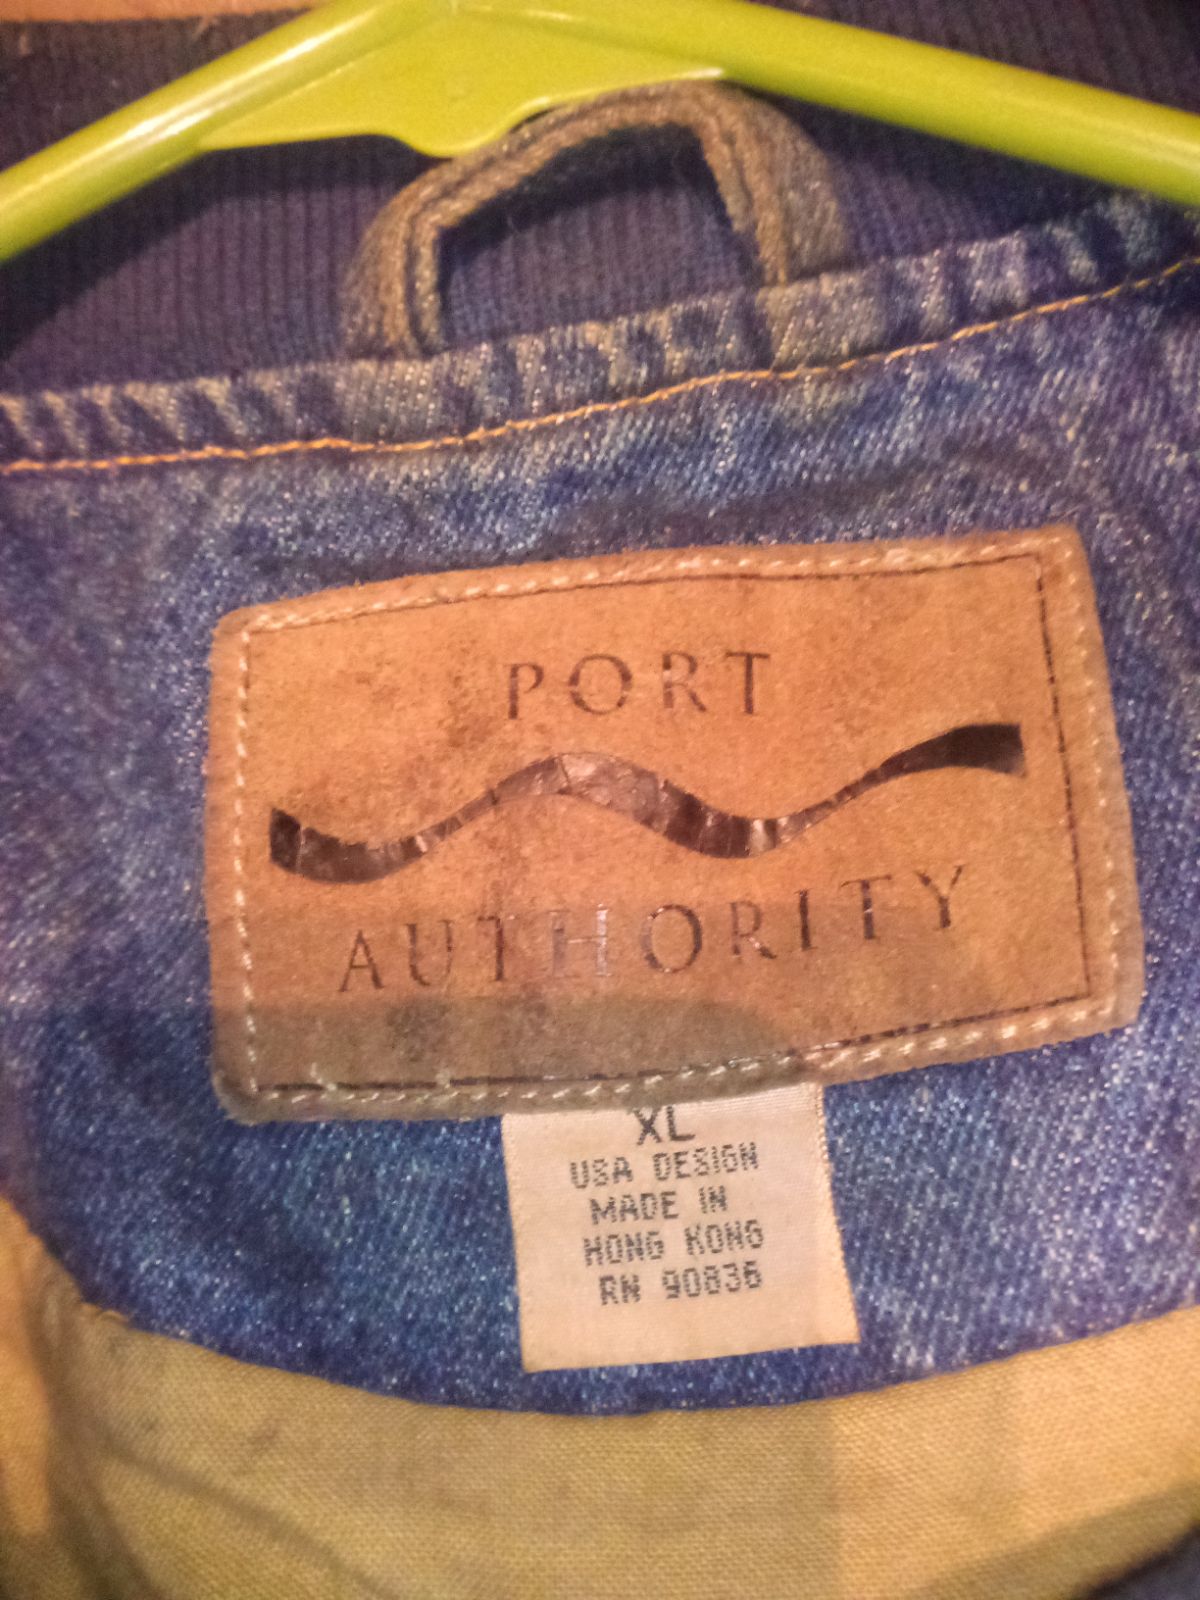 PORT
AUTHORITY
XL
USA DESIGN
MADE IN
HONG KONG
RN 90836